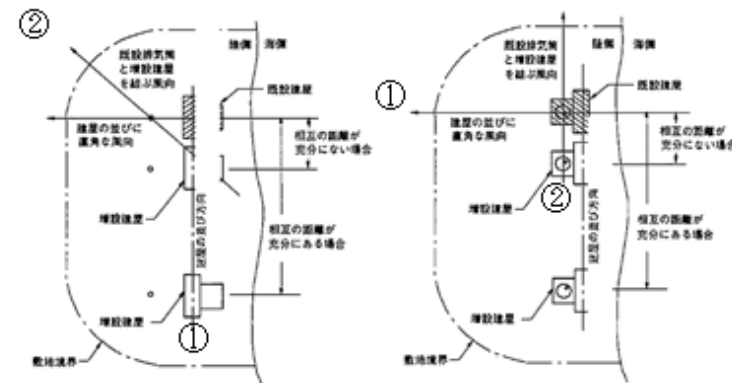 ②
既設排気筒
と増設建屋
を結ぶ風向
陸側
海側
既設建屋
建屋の並びに
直角な風向
相互の距離が
充分にない場合
増設建屋
建屋の並び方向
相互の距離が
充分にある場合
増設建屋
①
敷地境界
既設排気筒
と増設建屋
を結ぶ風向
陸側
海側
①
既設建屋
建屋の並びに
直角な風向
相互の距離が
充分にない場合
②
増設建屋
建屋の並び方向
相互の距離が
充分にある場合
増設建屋
敷地境界